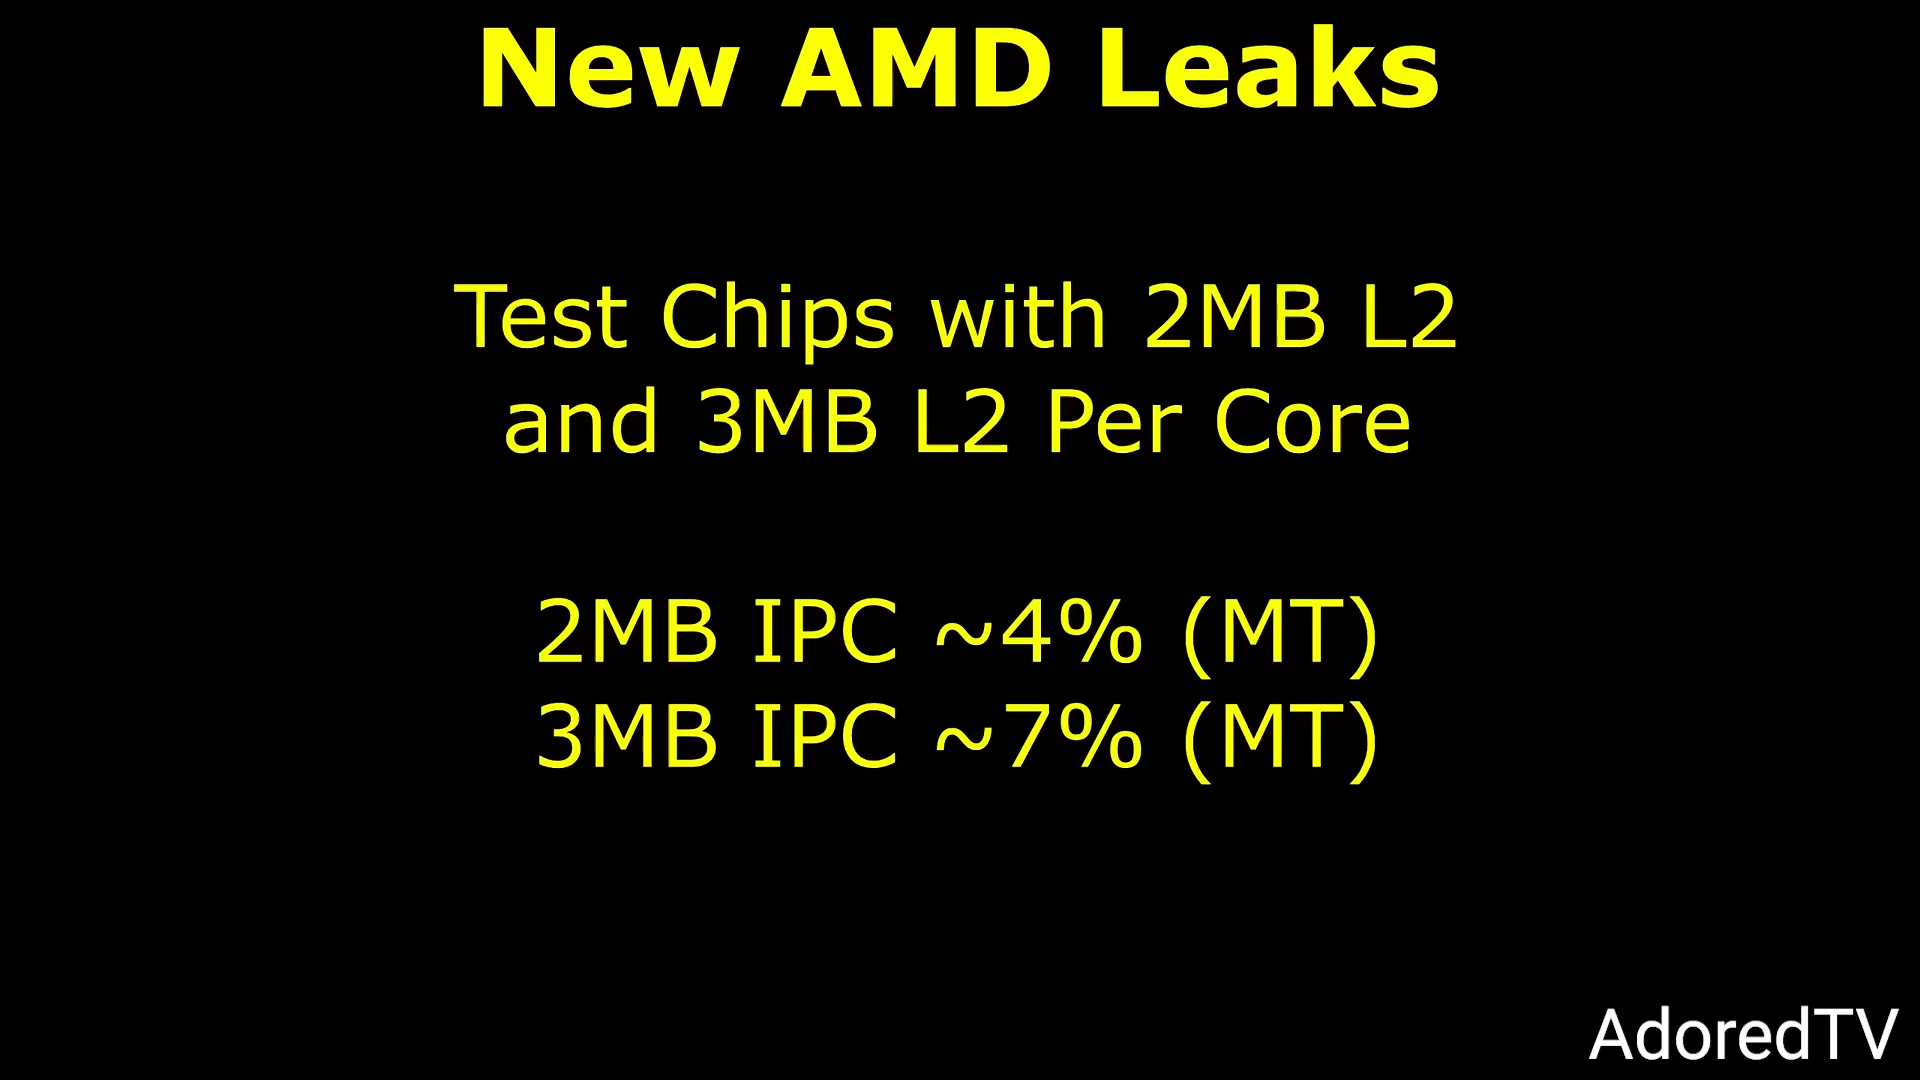 New AMD Leaks
Test Chips with 2MB L2
and 3MB L2 Per Core
2MB IPC ~4% (MT)
3MB IPC ~7% (MT)
AdoredTV